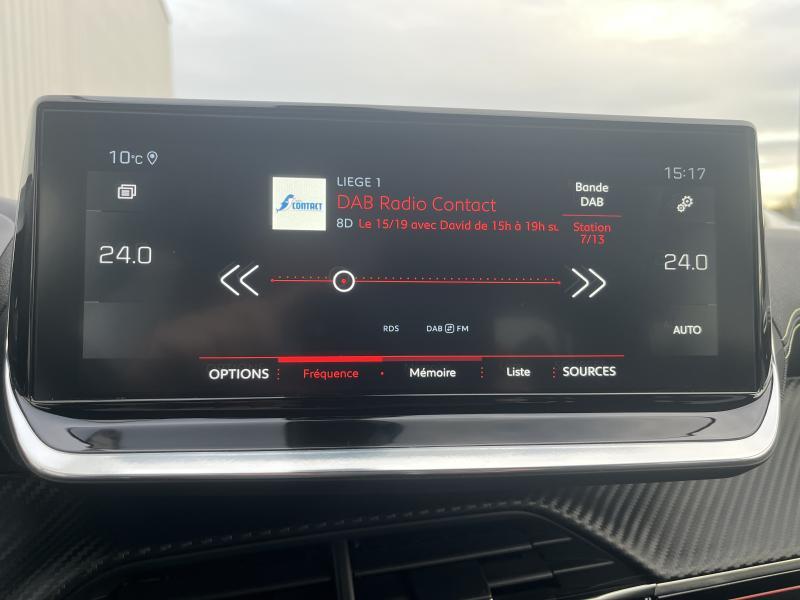 10°C
15:17
LIEGE 1
CONTACT
DAB Radio Contact
8D Le 15/19 avec David de 15h à 19h su
Bande
DAB
Station
7/13
24.0
24.0
RDS DAB FM
AUTO
OPTIONS Fréquence Mémoire Liste SOURCES